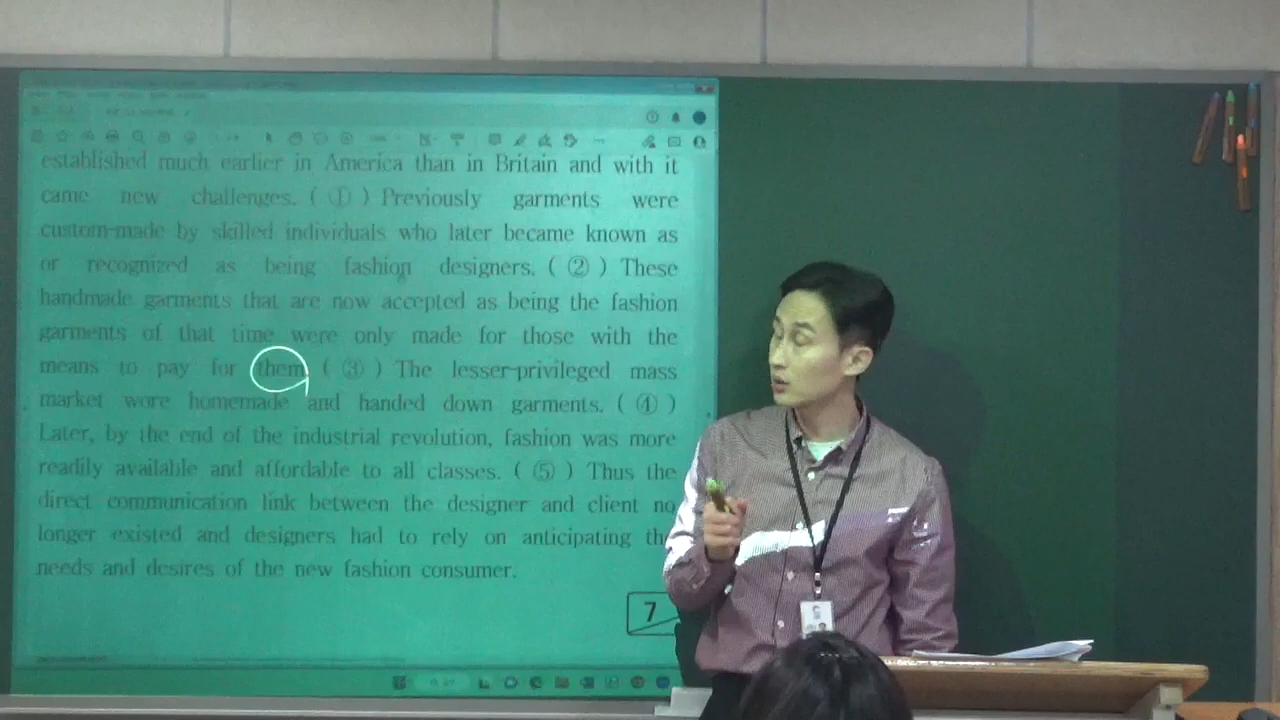 established much earlier in America than in Britain and with it
came new challenges. ( ① ) Previously garments were
custom-made by skilled individuals who later became known as
or recognized as being fashion designers. ( ② ) These
handmade garments that are now accepted as being the fashion
garments of that time were only made for those with the
means to pay for them. ( ③ ) The lesser-privileged mass
market wore homemade and handed down garments. ( ④ )
Later, by the end of the industrial revolution, fashion was more
readily available and affordable to all classes. ( ⑤ ) Thus the
direct communication link between the designer and client no
longer existed and designers had to rely on anticipating the
needs and desires of the new fashion consumer.
7